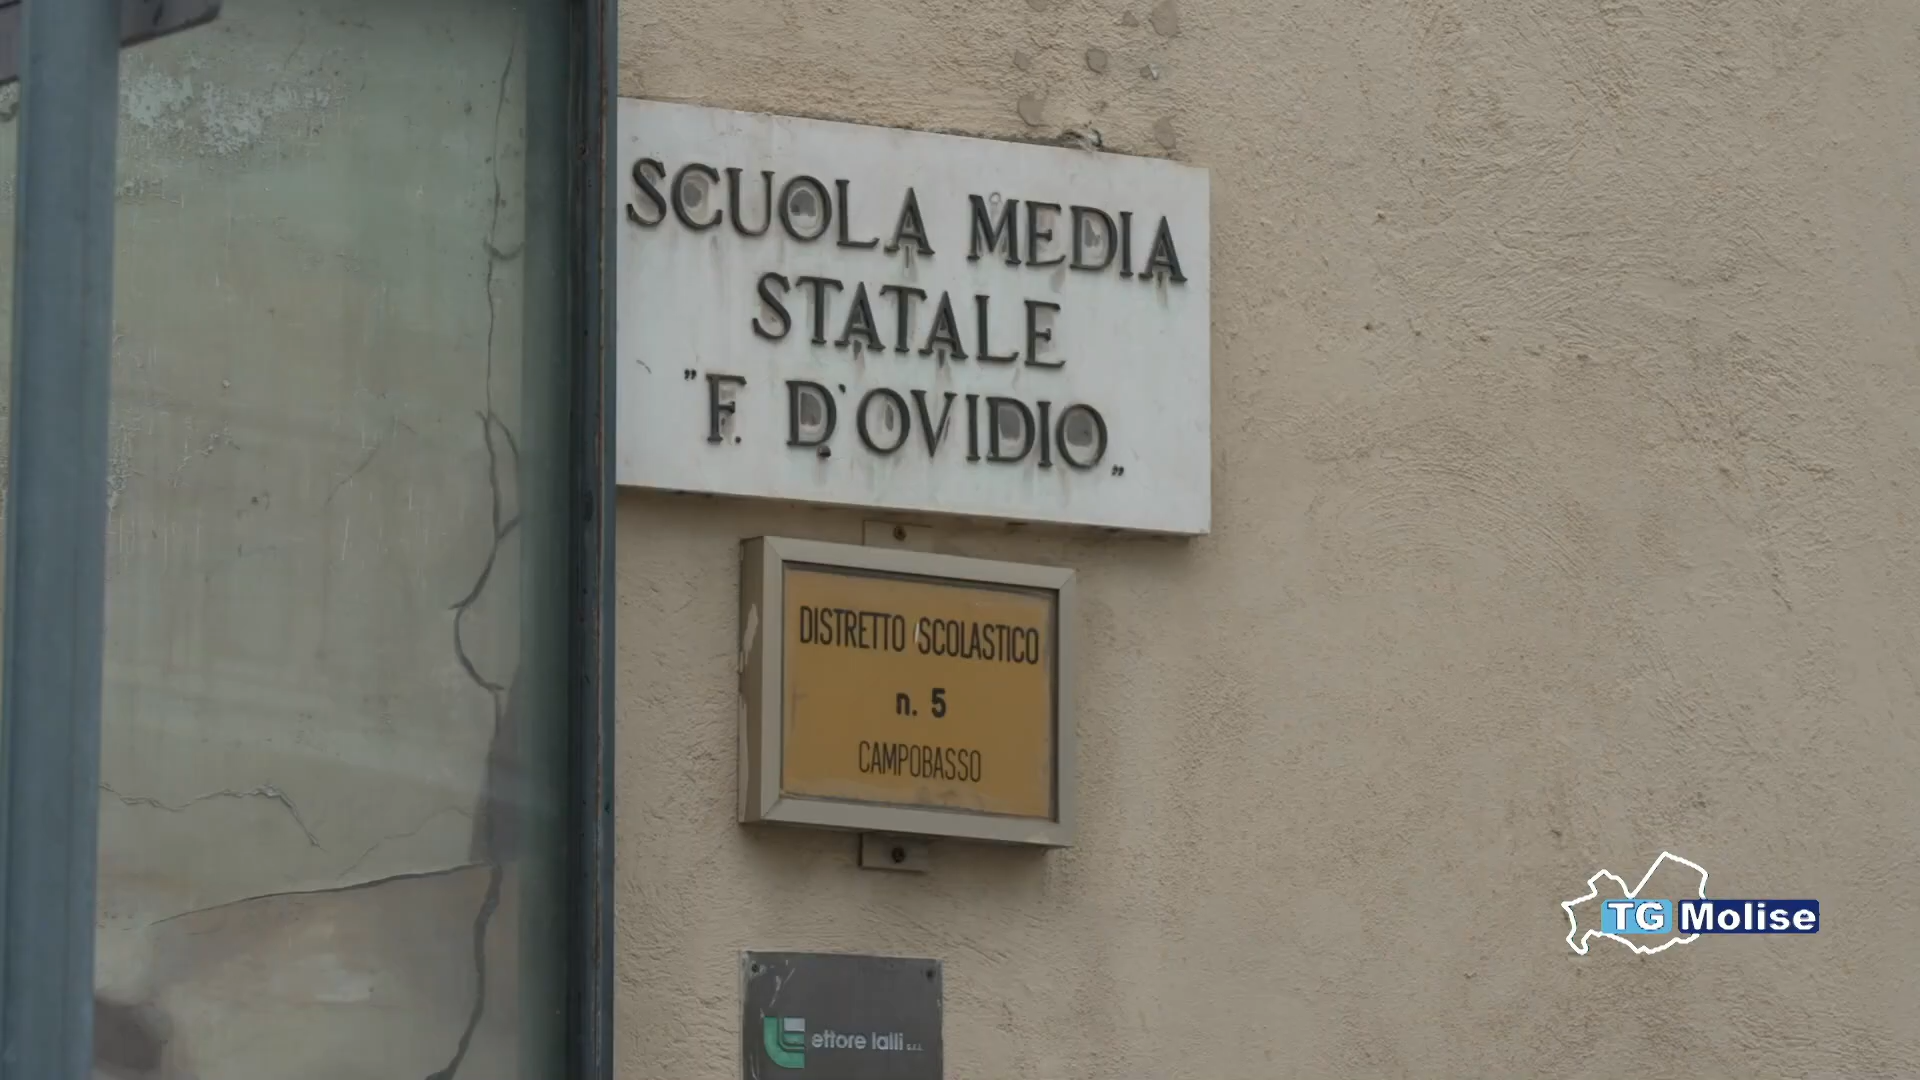 SCUOLA MEDIA
STATALE
"F. D'OVIDIO„
DISTRETTO SCOLASTICO
n. 5
CAMPOBASSO
ettore lalli s.r.l.
TG Molise